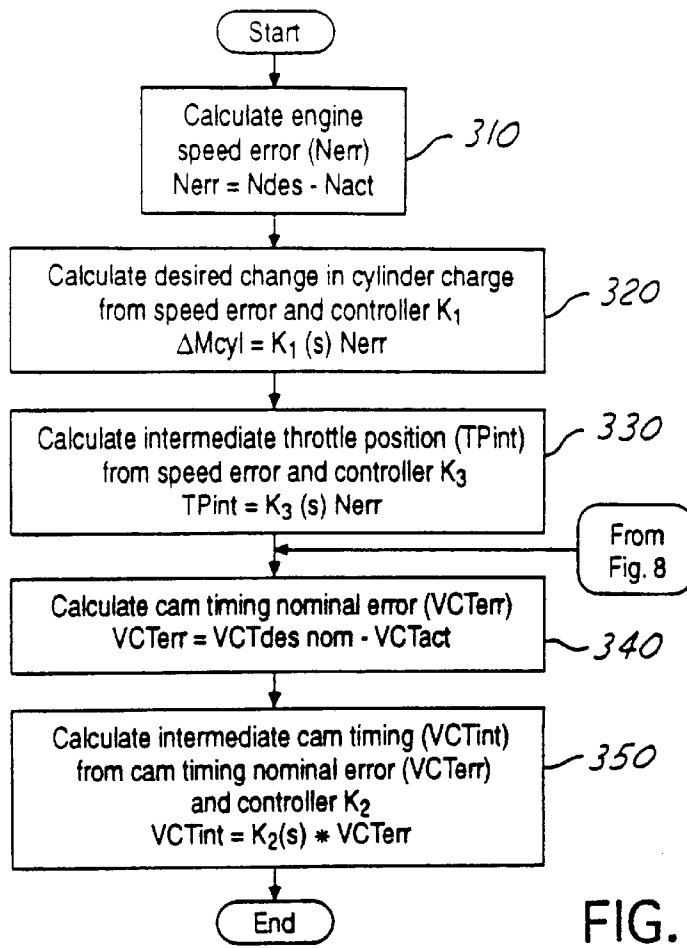 Start
Calculate engine
speed error (Nerr)
Nerr = Ndes - Nact
310
Calculate desired change in cylinder charge
from speed error and controller K₁
ΔMcyl = K₁ (s) Nerr
320
Calculate intermediate throttle position (TPint)
from speed error and controller K₃
TPint = K₃ (s) Nerr
330
From
Fig. 8
Calculate cam timing nominal error (VCTerr)
VCTerr = VCTdes nom - VCTact
340
Calculate intermediate cam timing (VCTint)
from cam timing nominal error (VCTerr)
and controller K₂
VCTint = K₂(s) * VCTerr
350
End
FIG.